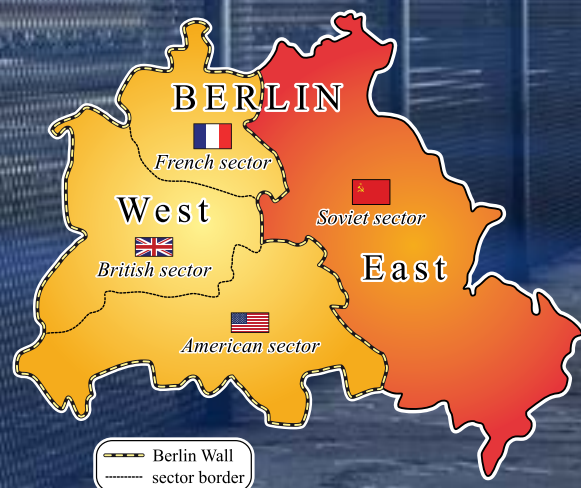 BERLIN
French sector
West
Soviet sector
British sector
East
American sector
Berlin Wall
sector border